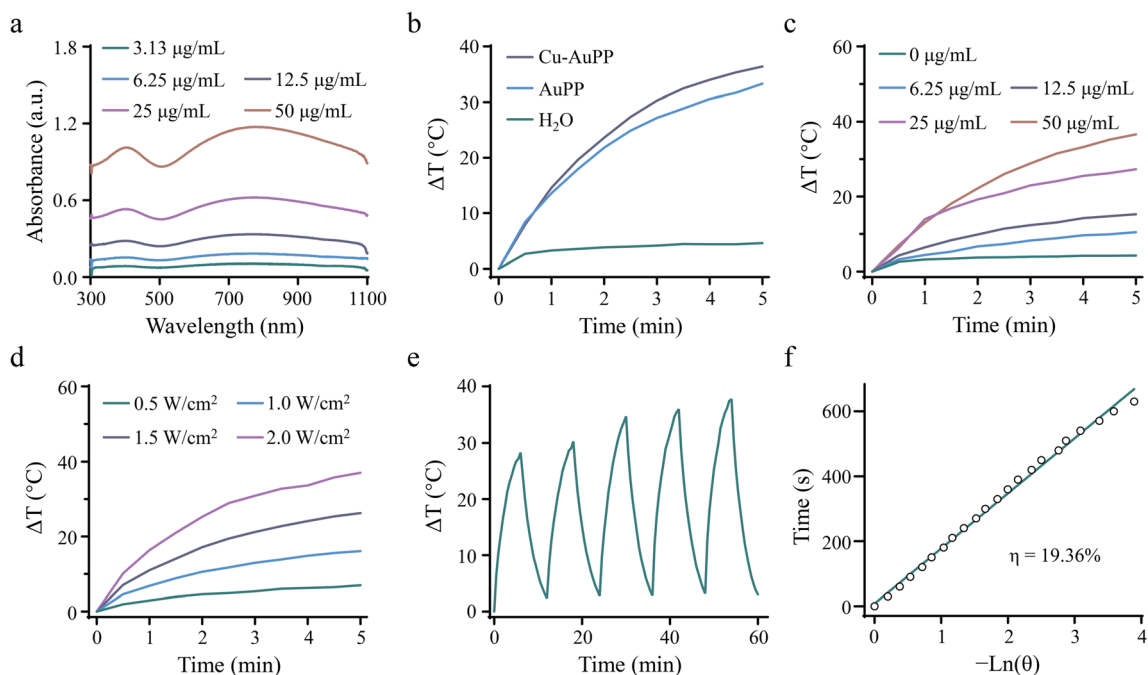 a
3.13 μg/mL
6.25 μg/mL
12.5 μg/mL
25 μg/mL
50 μg/mL
Absorbance (a.u.)
1.8
1.2
0.6
0.0
300 500 700 900 1100
Wavelength (nm)
b
Cu-AuPP
AuPP
H₂O
ΔT (°C)
40
30
20
10
0
0 1 2 3 4 5
Time (min)
c
0 μg/mL
6.25 μg/mL
12.5 μg/mL
25 μg/mL
50 μg/mL
ΔT (°C)
60
40
20
0
0 1 2 3 4 5
Time (min)
d
0.5 W/cm²
1.0 W/cm²
1.5 W/cm²
2.0 W/cm²
ΔT (°C)
60
40
20
0
0 1 2 3 4 5
Time (min)
e
ΔT (°C)
40
30
20
10
0
0 10 20 30 40 50 60
Time (min)
f
Time (s)
600
400
200
0
η = 19.36%
0 1 2 3 4
−Ln(θ)